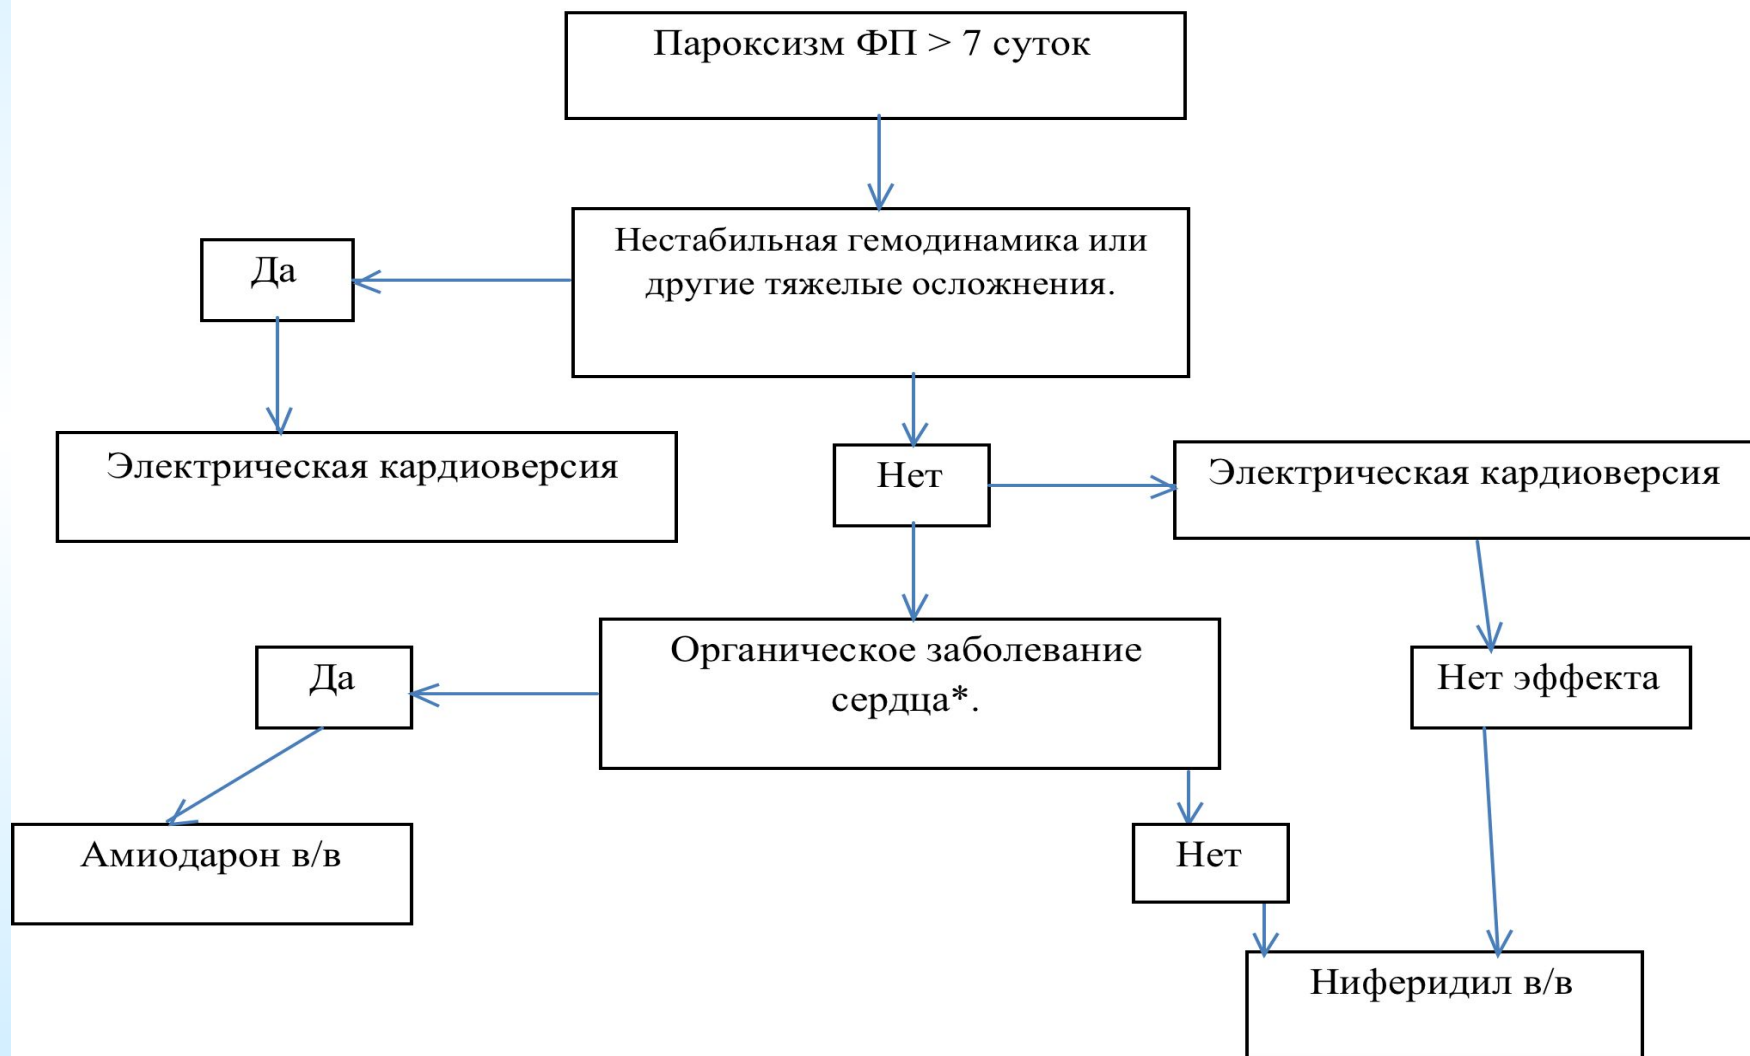 Пароксизм ФП > 7 суток
Нестабильная гемодинамика или
другие тяжелые осложнения.
Да
Электрическая кардиоверсия
Нет
Электрическая кардиоверсия
Органическое заболевание
сердца*.
Да
Нет эффекта
Амиодарон в/в
Нет
Ниферидил в/в